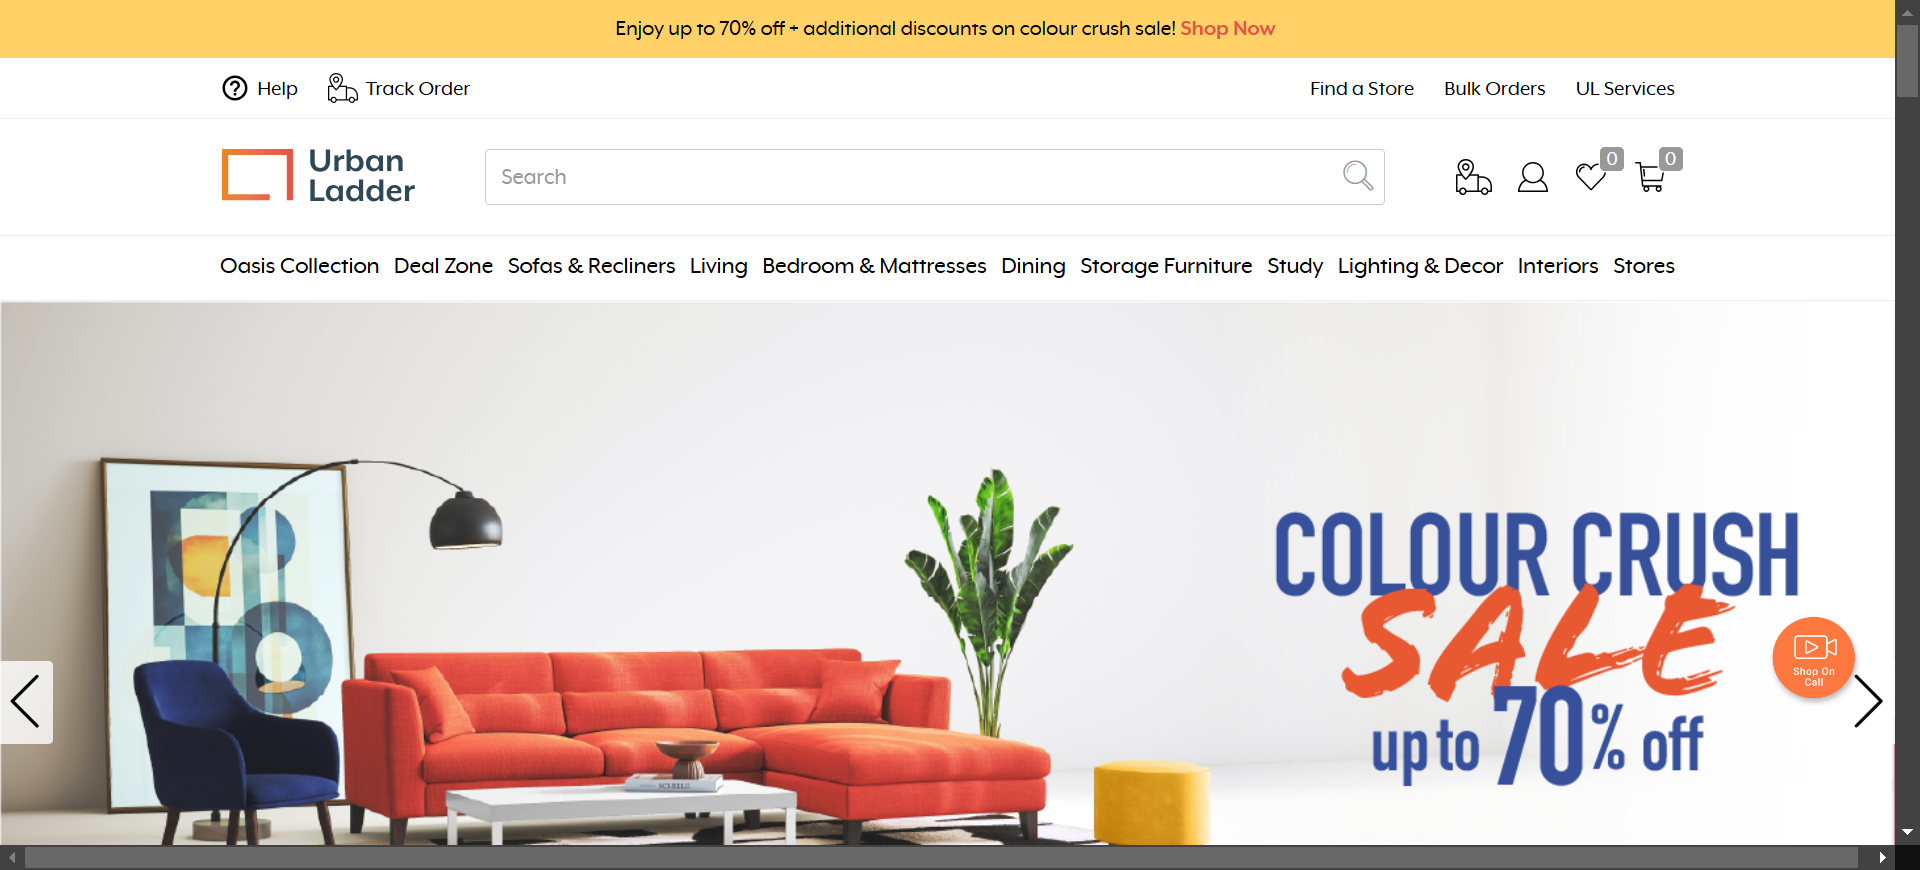 Enjoy up to 70% off + additional discounts on colour crush sale! Shop Now
Help Track Order Find a Store Bulk Orders UL Services
Urban
Ladder
Search
0 0
Oasis Collection Deal Zone Sofas & Recliners Living Bedroom & Mattresses Dining Storage Furniture Study Lighting & Decor Interiors Stores
COLOUR CRUSH
SALE
up to 70% off
Shop On
Call